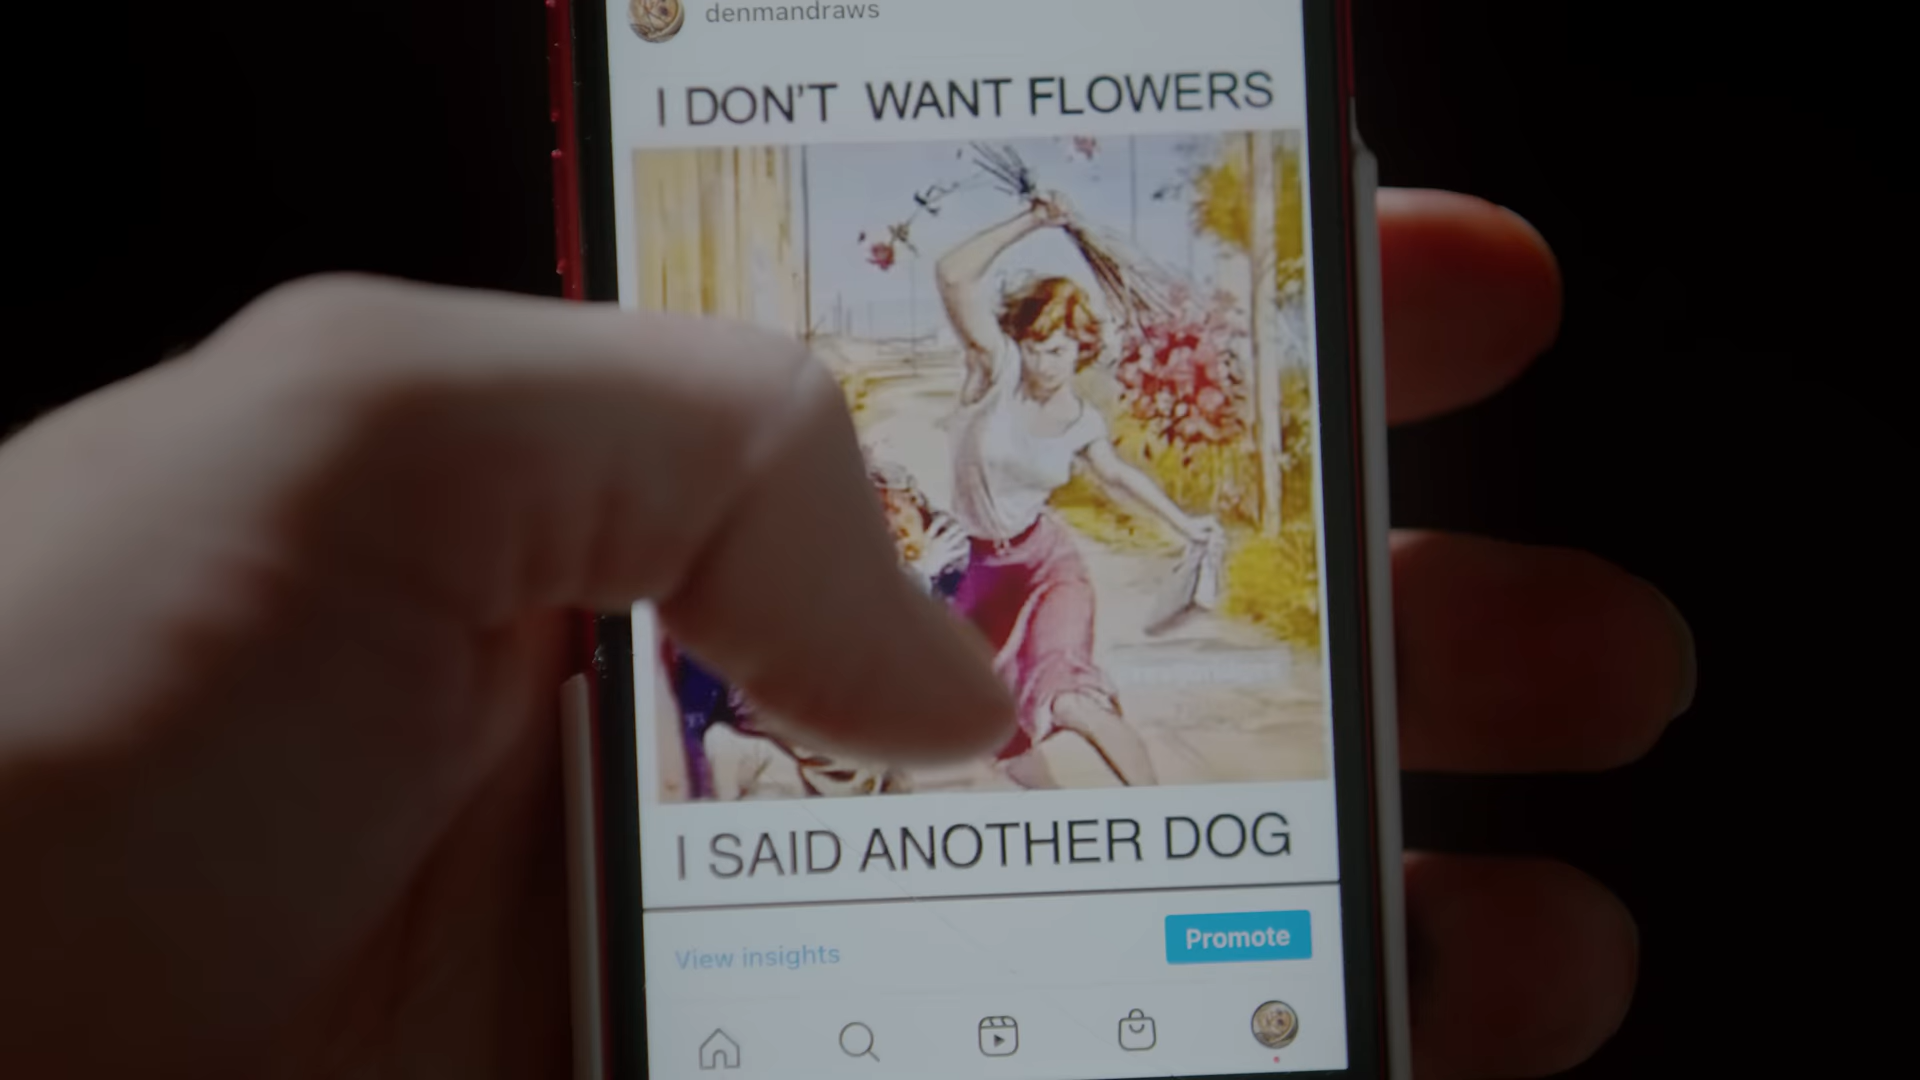 denmandraws
I DON'T WANT FLOWERS
I SAID ANOTHER DOG
View insights
Promote